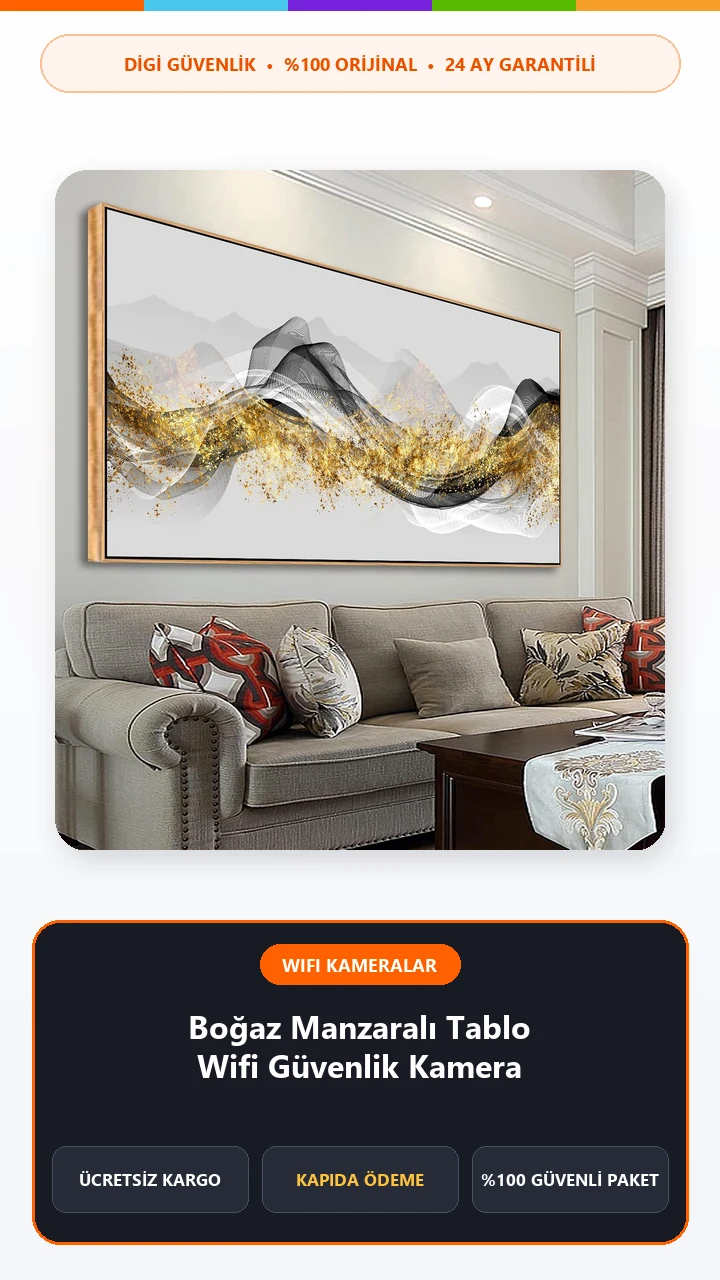 DİGİ GÜVENLİK • %100 ORİJİNAL • 24 AY GARANTİLİ
WIFI KAMERALAR
Boğaz Manzaralı Tablo
Wifi Güvenlik Kamera
ÜCRETSİZ KARGO
KAPIDA ÖDEME
%100 GÜVENLİ PAKET